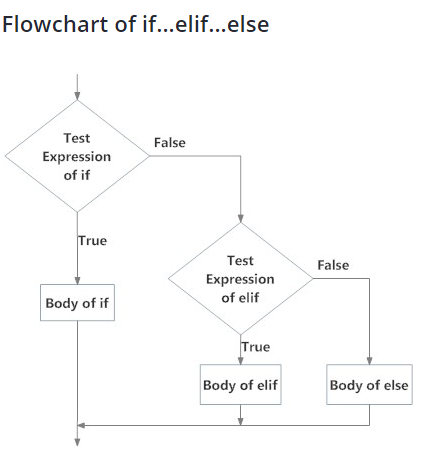 Flowchart of if...elif...else
Test
Expression
of if
False
True
Body of if
Test
Expression
of elif
False
True
Body of elif
Body of else